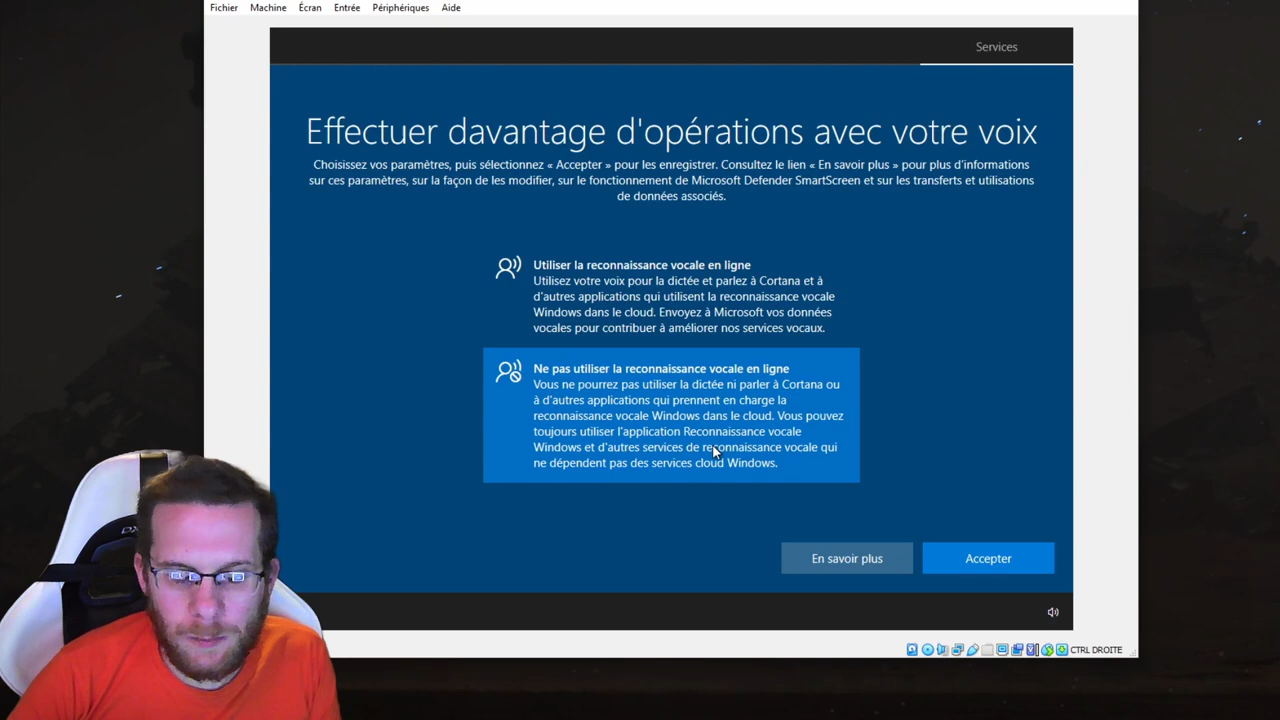 Fichier Machine Écran Entrée Périphériques Aide
Services
Effectuer davantage d'opérations avec votre voix
Choisissez vos paramètres, puis sélectionnez « Accepter » pour les enregistrer. Consultez le lien « En savoir plus » pour plus d'informations
sur ces paramètres, sur la façon de les modifier, sur le fonctionnement de Microsoft Defender SmartScreen et sur les transferts et utilisations
de données associés.
Utiliser la reconnaissance vocale en ligne
Utilisez votre voix pour la dictée et parlez à Cortana et à
d'autres applications qui utilisent la reconnaissance vocale
Windows dans le cloud. Envoyez à Microsoft vos données
vocales pour contribuer à améliorer nos services vocaux.
Ne pas utiliser la reconnaissance vocale en ligne
Vous ne pourrez pas utiliser la dictée ni parler à Cortana ou
à d'autres applications qui prennent en charge la
reconnaissance vocale Windows dans le cloud. Vous pouvez
toujours utiliser l'application Reconnaissance vocale
Windows et d'autres services de reconnaissance vocale qui
ne dépendent pas des services cloud Windows.
En savoir plus
Accepter
CTRL DROITE